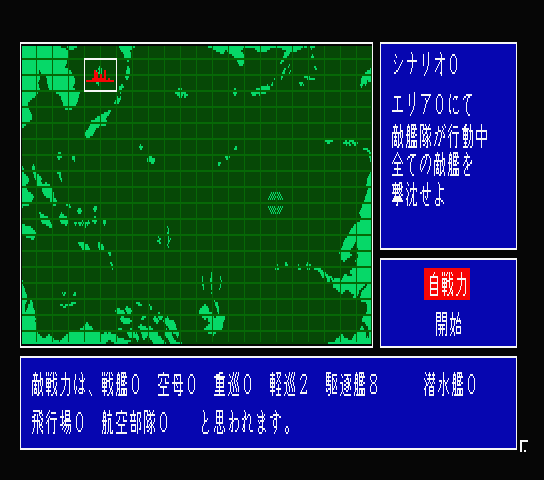 シナリオ0
エリア0にて
敵艦隊が行動中
全ての敵艦を
撃沈せよ
自戦力
開始
敵戦力は、戦艦0 空母0 重巡0 軽巡2 駆逐艦8 潜水艦0
飛行場0 航空部隊0 と思われます。